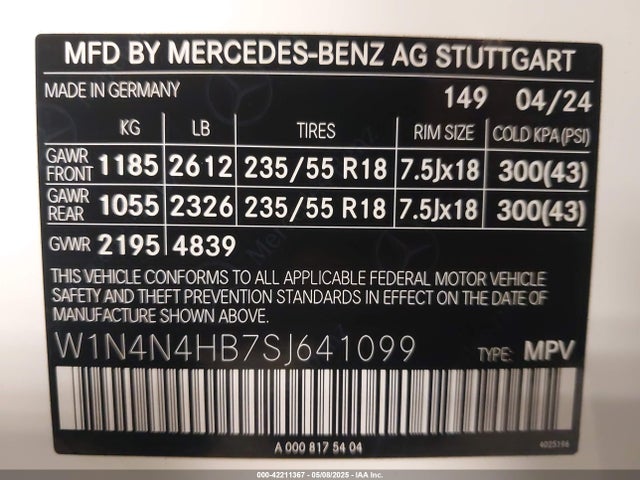 MFD BY MERCEDES-BENZ AG STUTTGART
MADE IN GERMANY 149 04/24
KG LB TIRES RIM SIZE COLD KPA(PSI)
GAWR FRONT 1185 2612 235/55 R18 7.5Jx18 300(43)
GAWR REAR 1055 2326 235/55 R18 7.5Jx18 300(43)
GVWR 2195 4839
THIS VEHICLE CONFORMS TO ALL APPLICABLE FEDERAL MOTOR VEHICLE
SAFETY AND THEFT PREVENTION STANDARDS IN EFFECT ON THE DATE OF
MANUFACTURE SHOWN ABOVE.
W1N4N4HB7SJ641099 TYPE: MPV
A 000 817 54 04
4025196
000-42211367 - 05/08/2025 - IAA Inc.